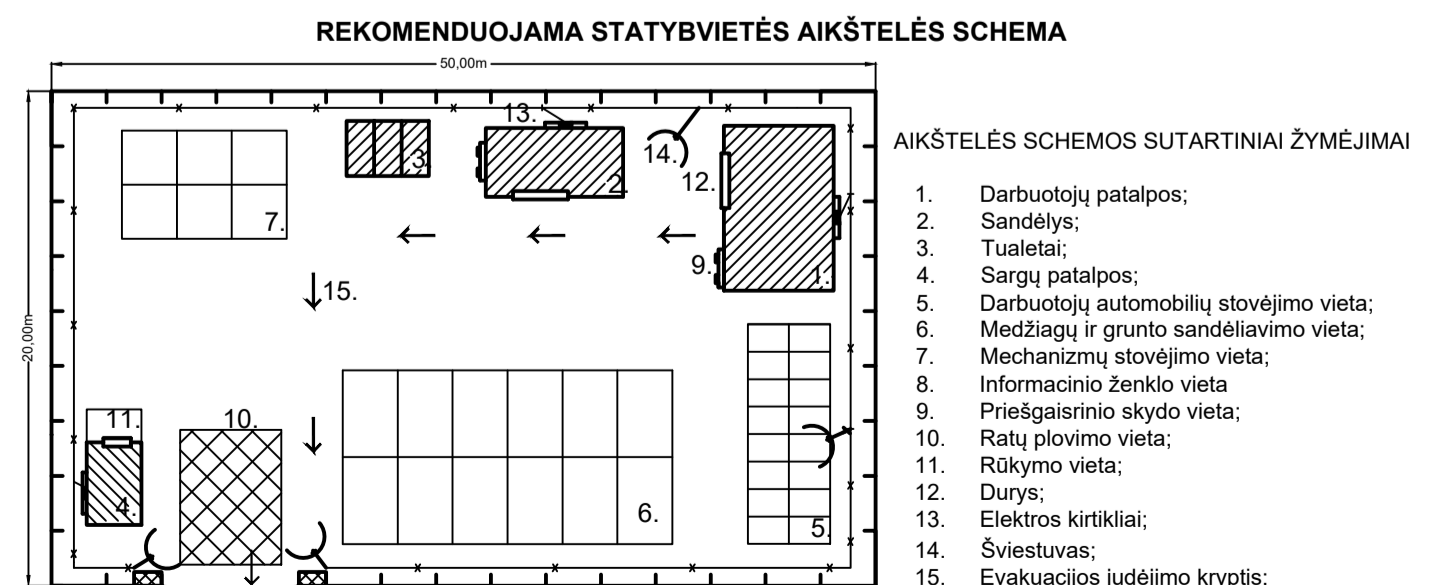 REKOMENDUOJAMA STATYBVIETĖS AIKŠTELĖS SCHEMA
50,00m
20,00m
13.
3.
2.
14.
12.
7.
9.
1.
15.
11.
10.
4.
6.
5.
AIKŠTELĖS SCHEMOS SUTARTINIAI ŽYMĖJIMAI
1. Darbuotojų patalpos;
2. Sandėlys;
3. Tualetai;
4. Sargų patalpos;
5. Darbuotojų automobilių stovėjimo vieta;
6. Medžiagų ir grunto sandėliavimo vieta;
7. Mechanizmų stovėjimo vieta;
8. Informacinio ženklo vieta
9. Priešgaisrinio skydo vieta;
10. Ratų plovimo vieta;
11. Rūkymo vieta;
12. Durys;
13. Elektros kirtikliai;
14. Šviestuvas;
15. Evakuacijos judėjimo kryptis;